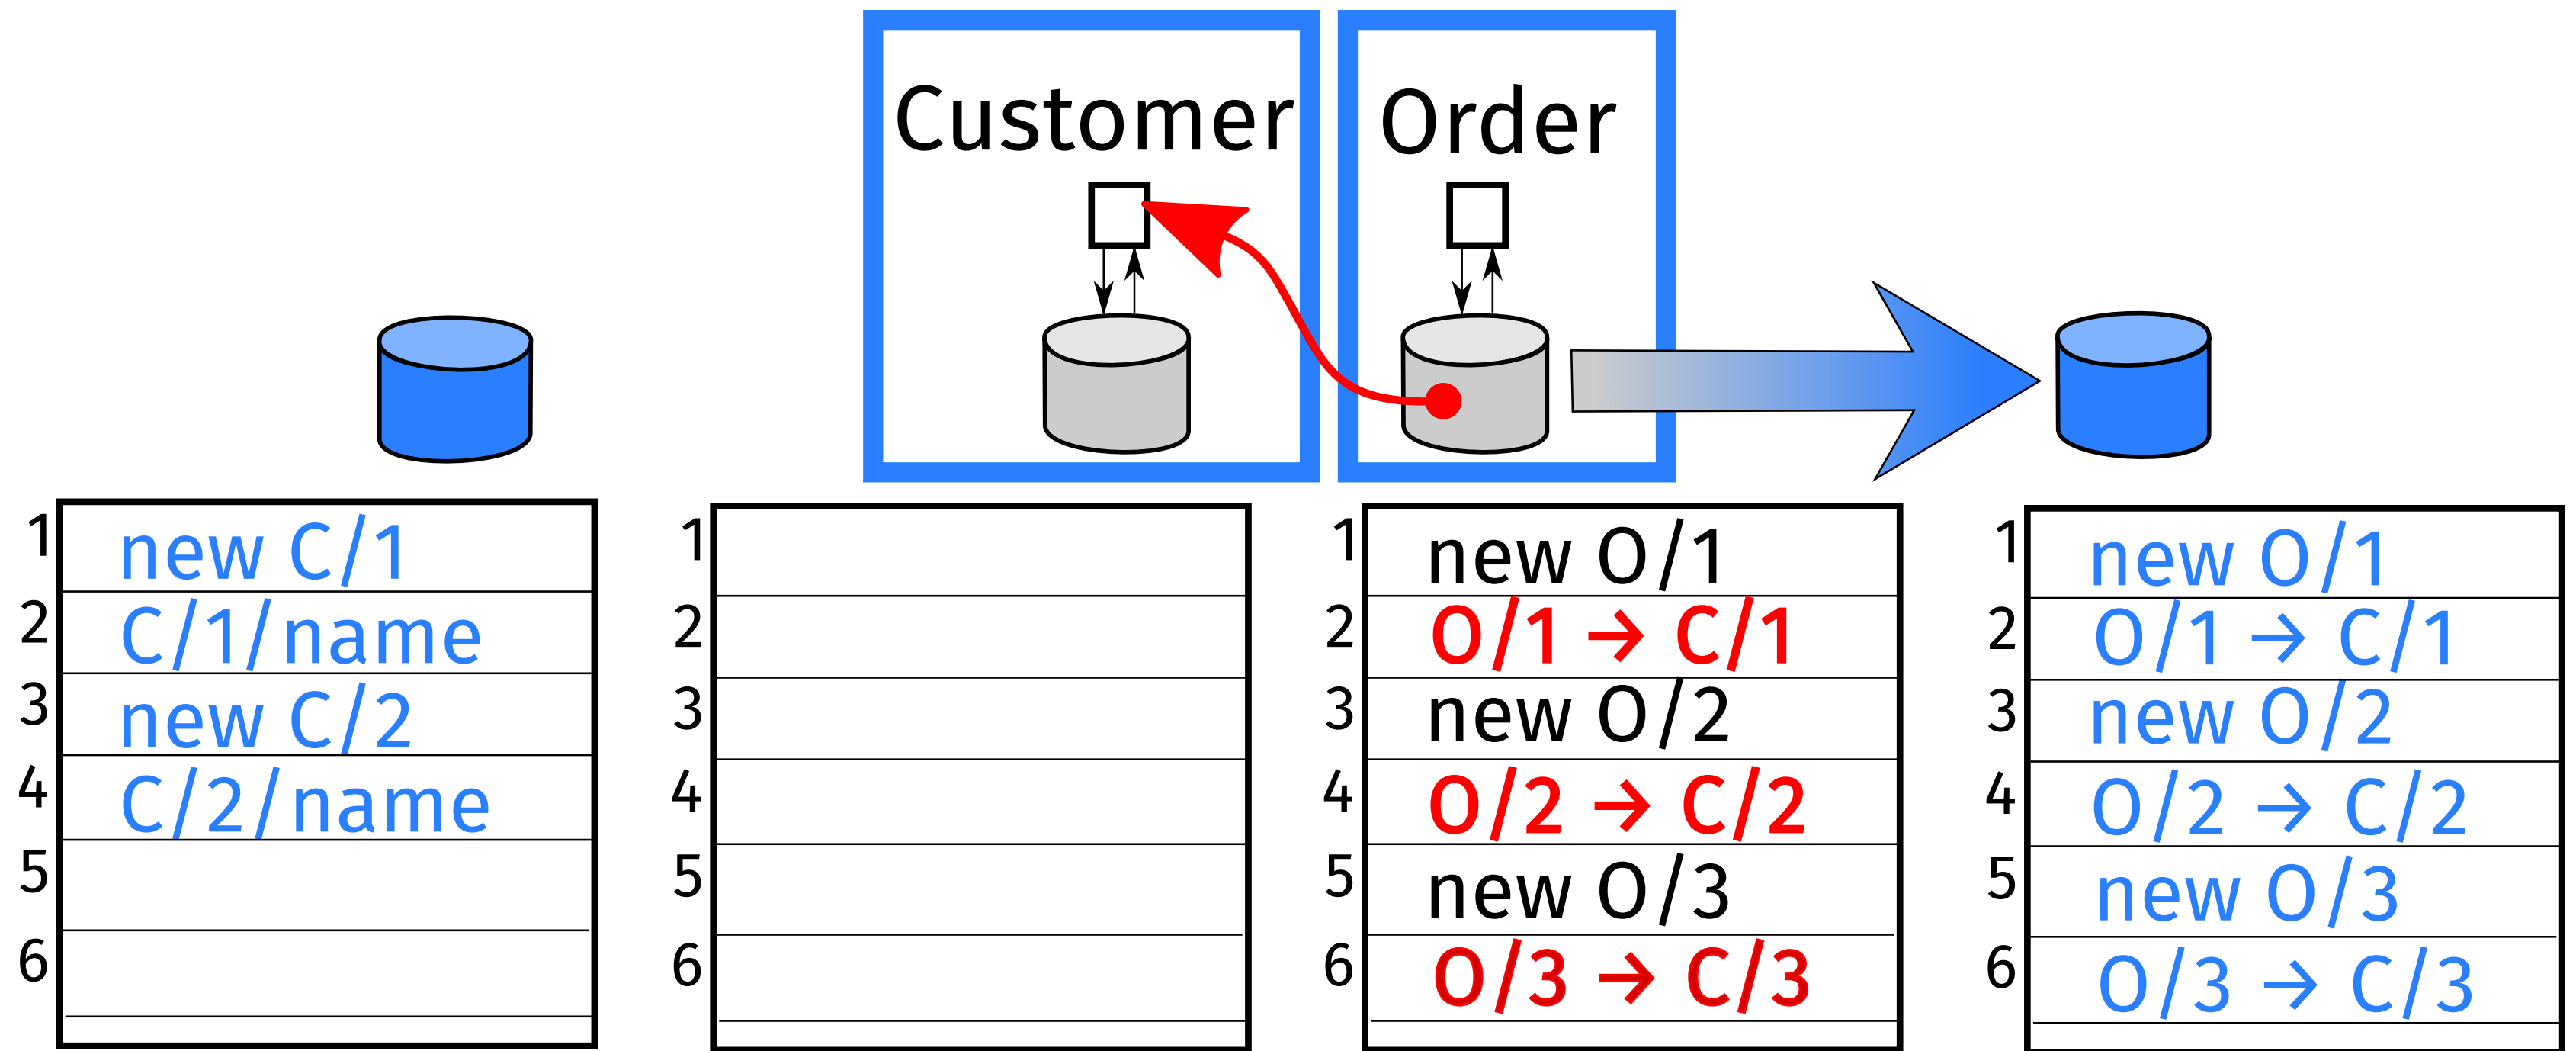 Customer
Order
1 new C/1
2 C/1/name
3 new C/2
4 C/2/name
5
6
1
2
3
4
5
6
1 new O/1
2 O/1 → C/1
3 new O/2
4 O/2 → C/2
5 new O/3
6 O/3 → C/3
1 new O/1
2 O/1 → C/1
3 new O/2
4 O/2 → C/2
5 new O/3
6 O/3 → C/3